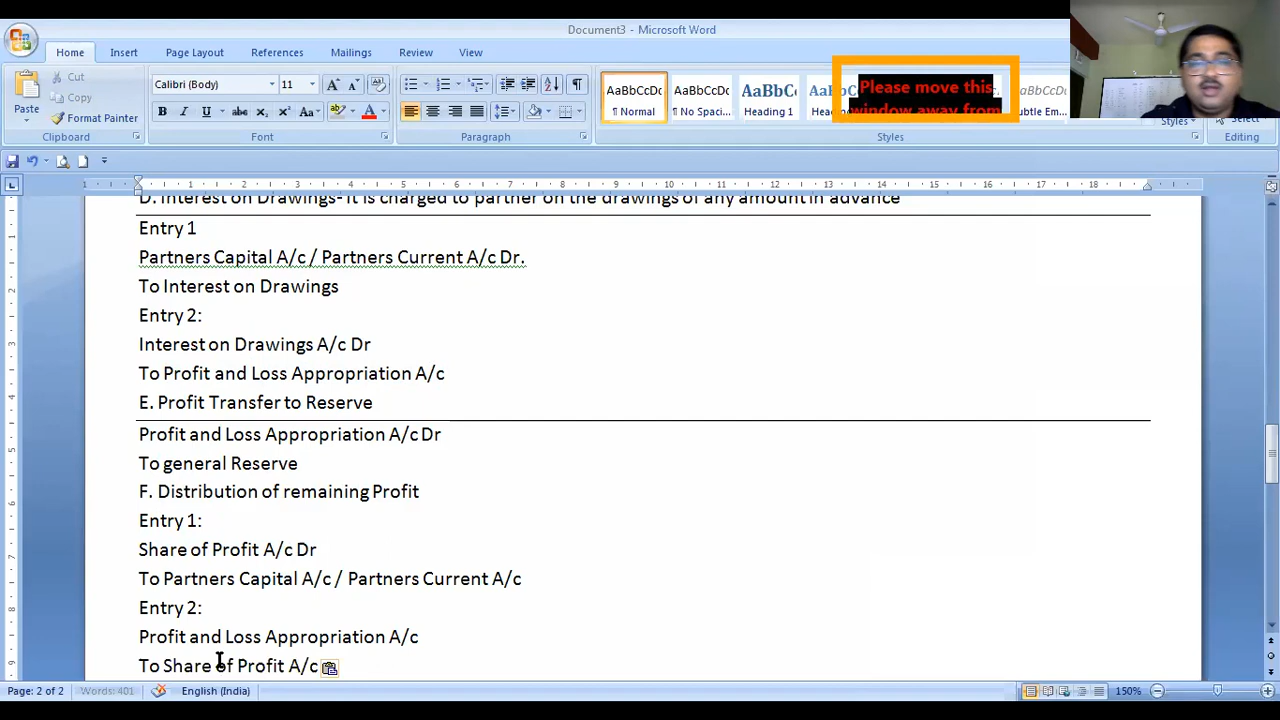 Document3 - Microsoft Word
Home Insert Page Layout References Mailings Review View
Paste
Cut
Copy
Format Painter
Clipboard
Calibri (Body) 11
Font
Paragraph
AaBbCcDc AaBbCcDc AaBbCc AaBbC
¶ Normal ¶ No Spaci... Heading 1
Styles
Editing
Please move this
window away from
D. Interest on Drawings- It is charged to partner on the drawings of any amount in advance
Entry 1
Partners Capital A/c / Partners Current A/c Dr.
To Interest on Drawings
Entry 2:
Interest on Drawings A/c Dr
To Profit and Loss Appropriation A/c
E. Profit Transfer to Reserve
Profit and Loss Appropriation A/c Dr
To general Reserve
F. Distribution of remaining Profit
Entry 1:
Share of Profit A/c Dr
To Partners Capital A/c / Partners Current A/c
Entry 2:
Profit and Loss Appropriation A/c
To Share of Profit A/c
Page: 2 of 2 Words: 401 English (India) 150%